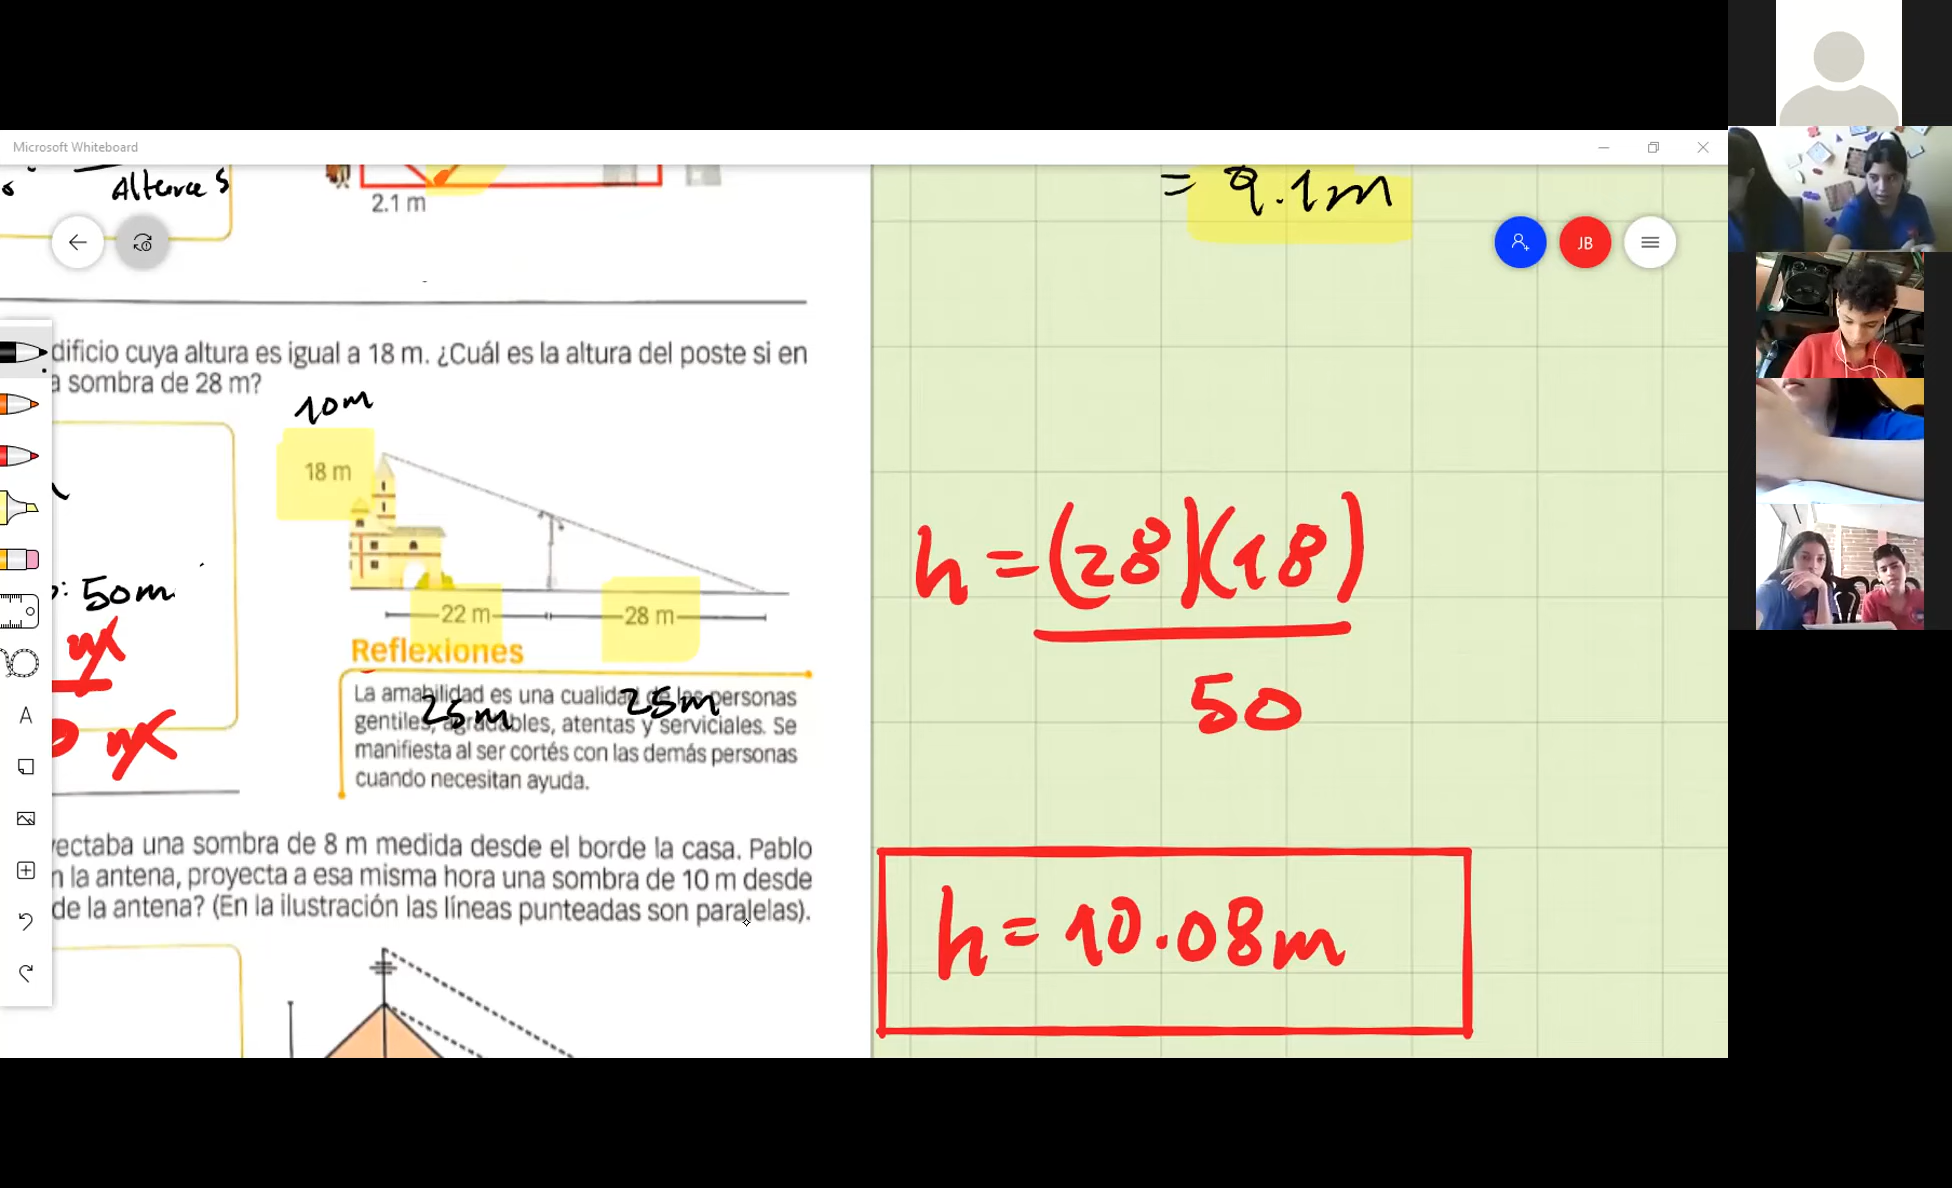 Microsoft Whiteboard
Alturas
2.1 m
= 9.1m
JB
dificio cuya altura es igual a 18 m. ¿Cuál es la altura del poste si en
a sombra de 28 m?
10m
18 m
22 m
28 m
: 50m
Reflexiones
La amabilidad es una cualidad de las personas
gentiles, agradables, atentas y serviciales. Se
manifiesta al ser cortés con las demás personas
cuando necesitan ayuda.
25m
25m
ectaba una sombra de 8 m medida desde el borde la casa. Pablo
n la antena, proyecta a esa misma hora una sombra de 10 m desde
de la antena? (En la ilustración las líneas punteadas son paralelas).
h = (28)(18)
50
h = 10.08m